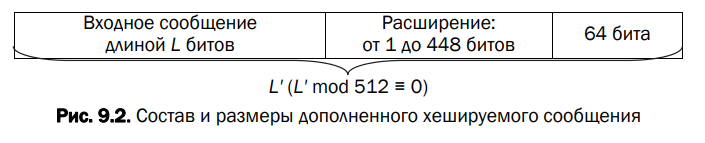 Входное сообщение
длиной L битов
Расширение:
от 1 до 448 битов
64 бита
L' (L' mod 512 ≡ 0)
Рис. 9.2. Состав и размеры дополненного хешируемого сообщения